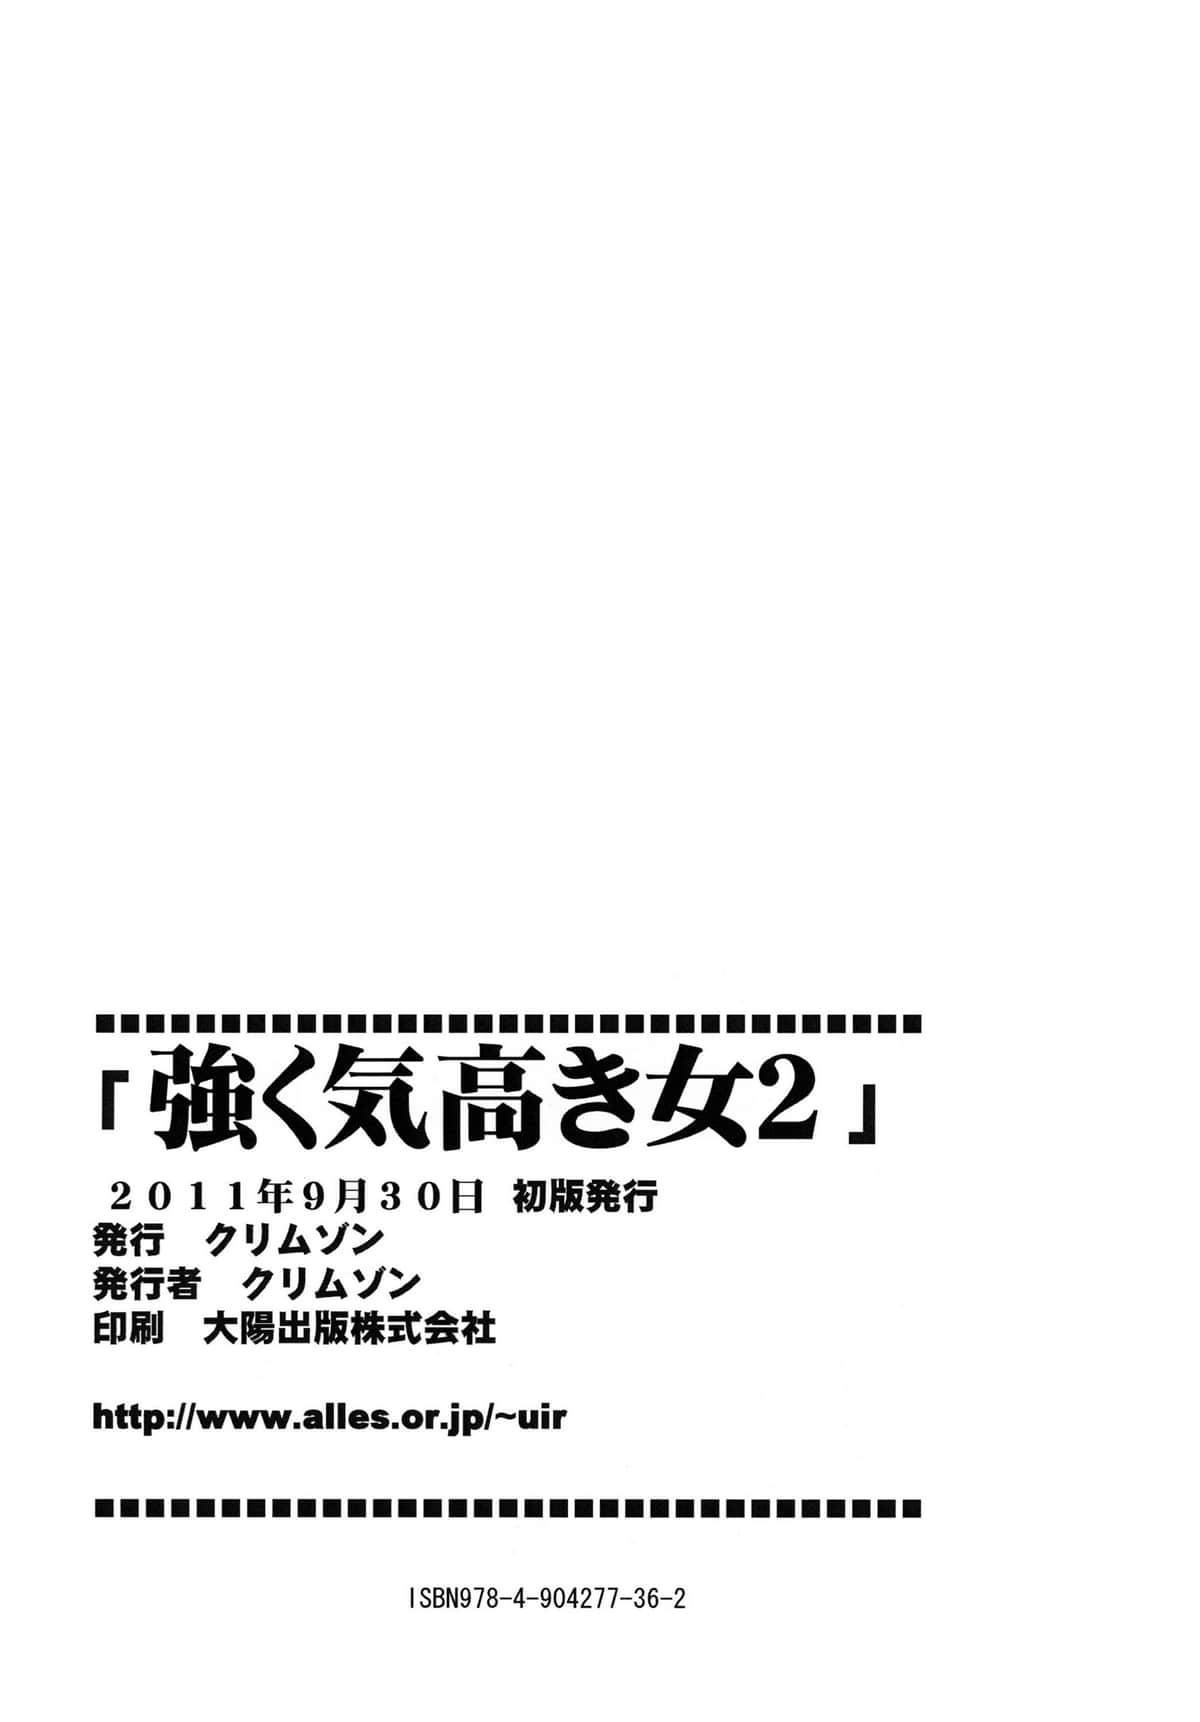 「強く気高き女2」
２０１１年９月３０日 初版発行
発行　クリムゾン
発行者　クリムゾン
印刷　大陽出版株式会社
http://www.alles.or.jp/~uir
ISBN978-4-904277-36-2